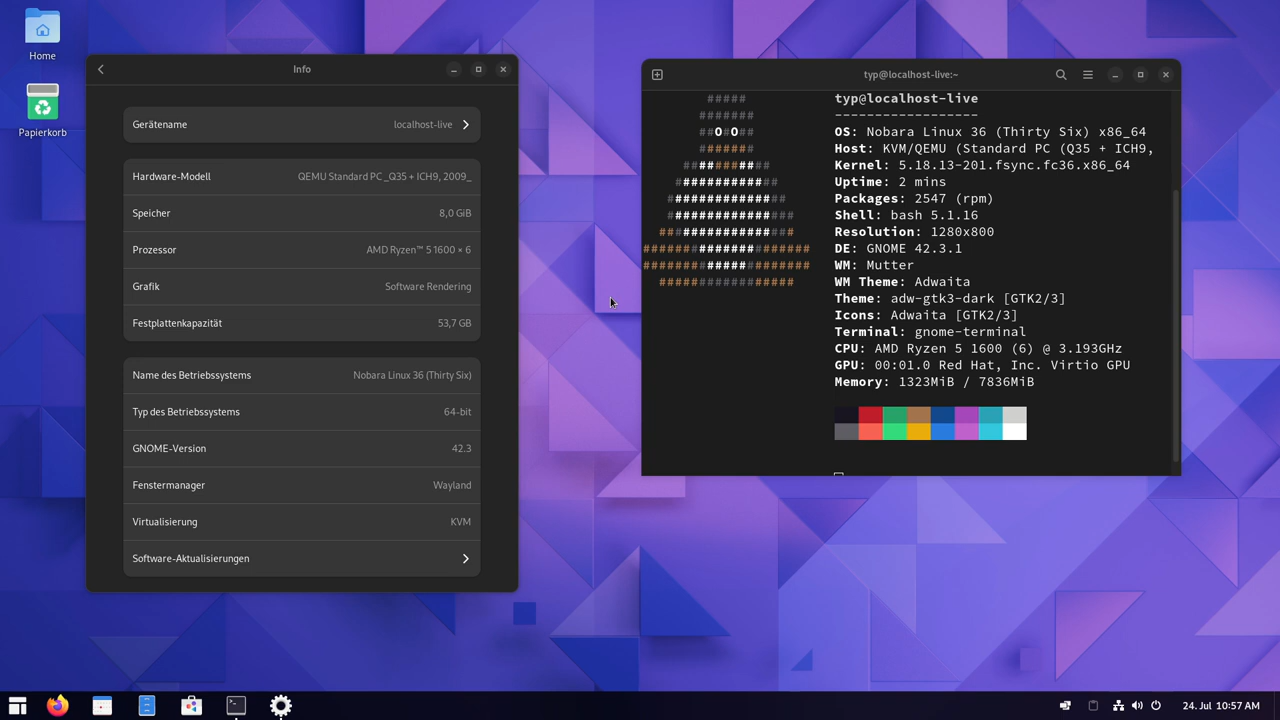 Home
Papierkorb
Info
Gerätename localhost-live
Hardware-Modell QEMU Standard PC _Q35 + ICH9, 2009_
Speicher 8,0 GiB
Prozessor AMD Ryzen™ 5 1600 × 6
Grafik Software Rendering
Festplattenkapazität 53,7 GB
Name des Betriebssystems Nobara Linux 36 (Thirty Six)
Typ des Betriebssystems 64-bit
GNOME-Version 42.3
Fenstermanager Wayland
Virtualisierung KVM
Software-Aktualisierungen
typ@localhost-live:~
##### typ@localhost-live
####### ------------------
##O#O## OS: Nobara Linux 36 (Thirty Six) x86_64
####### Host: KVM/QEMU (Standard PC (Q35 + ICH9,
########### Kernel: 5.18.13-201.fsync.fc36.x86_64
############# Uptime: 2 mins
############### Packages: 2547 (rpm)
################ Shell: bash 5.1.16
################# Resolution: 1280x800
##################### DE: GNOME 42.3.1
##################### WM: Mutter
################# WM Theme: Adwaita
Theme: adw-gtk3-dark [GTK2/3]
Icons: Adwaita [GTK2/3]
Terminal: gnome-terminal
CPU: AMD Ryzen 5 1600 (6) @ 3.193GHz
GPU: 00:01.0 Red Hat, Inc. Virtio GPU
Memory: 1323MiB / 7836MiB
24. Jul 10:57 AM